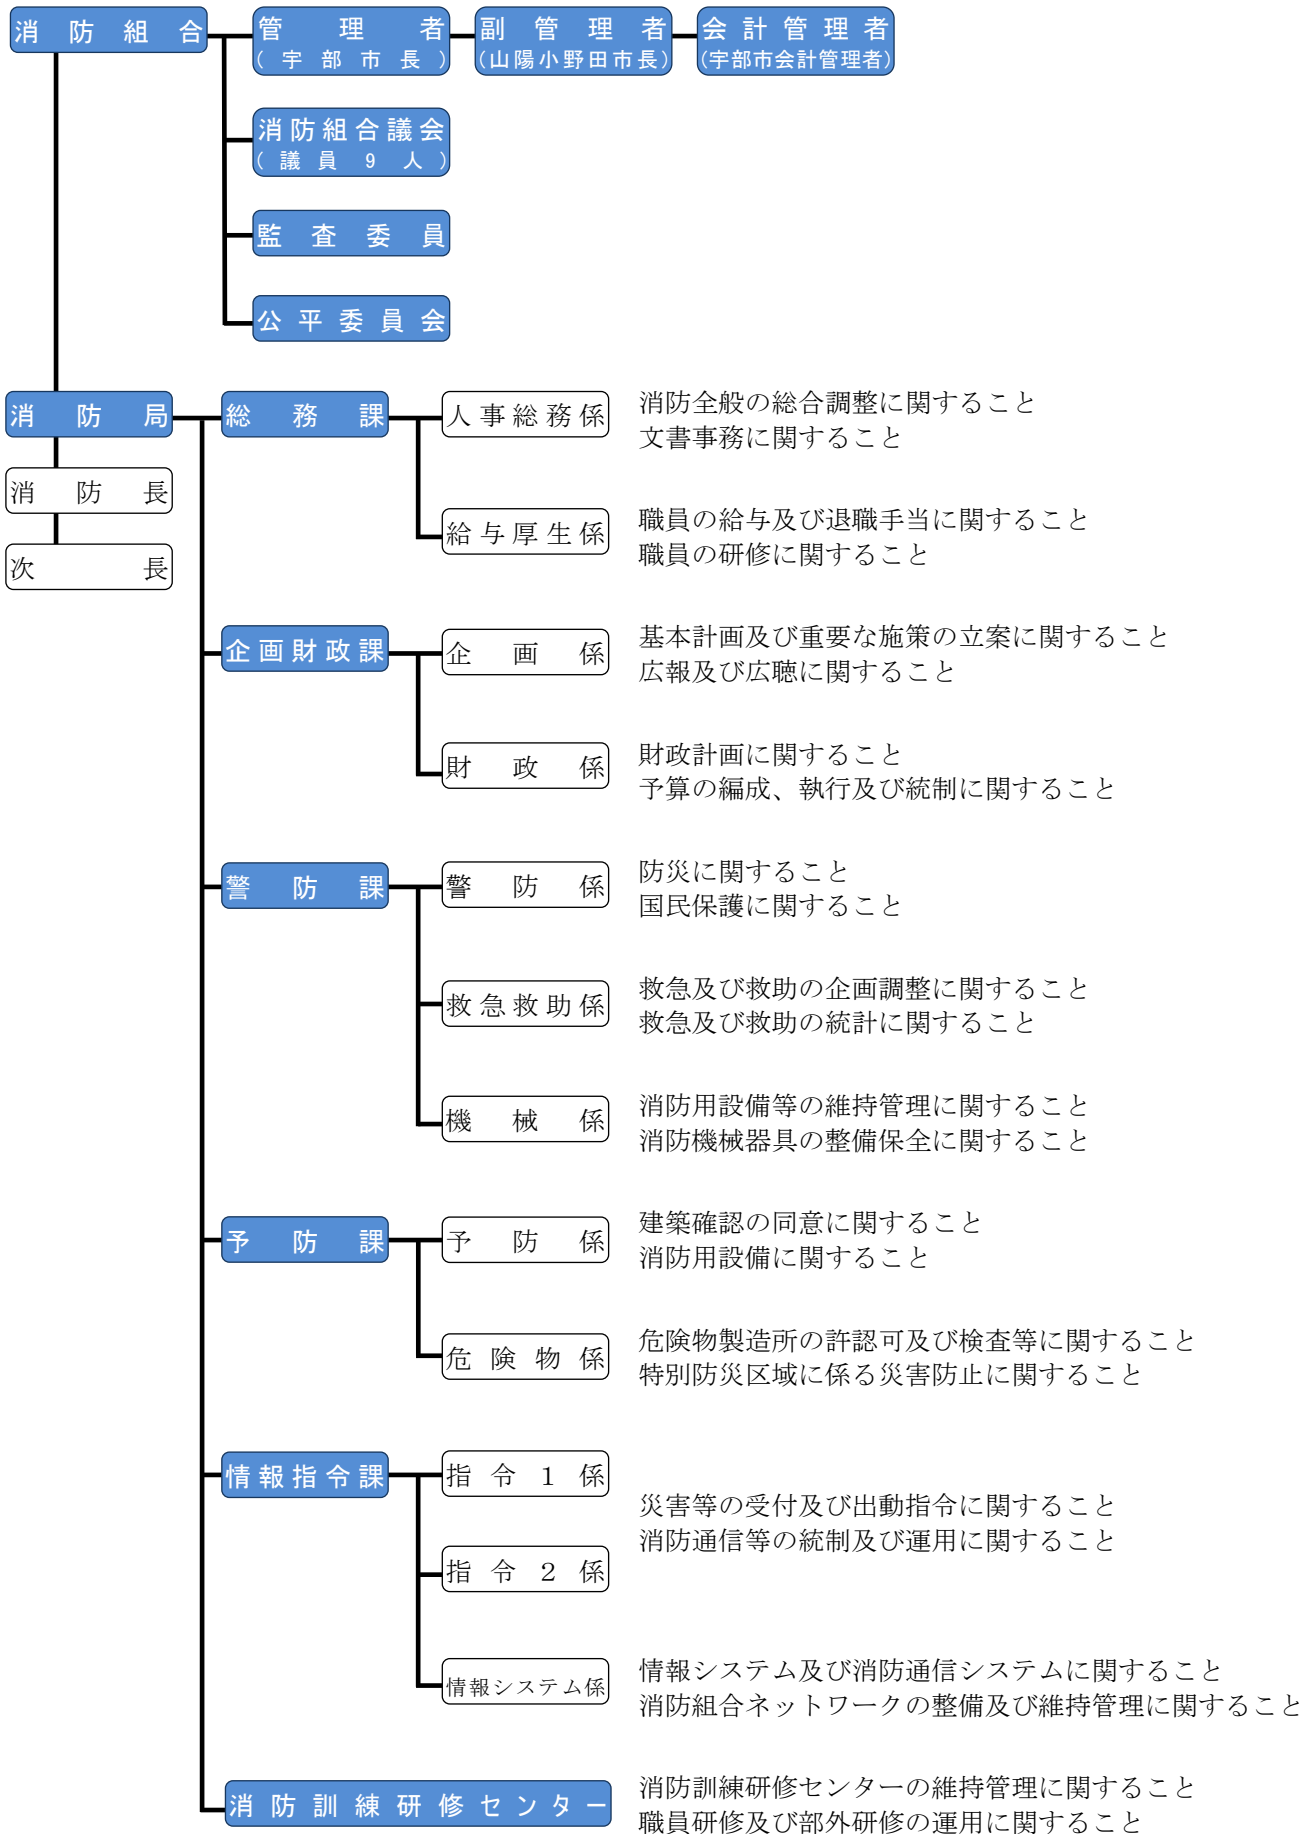 消防組合
管理者
(宇部市長)
副管理者
(山陽小野田市長)
会計管理者
(宇部市会計管理者)
消防組合議会
(議員9人)
監査委員
公平委員会
消防局
消防長
次長
総務課
人事総務係
消防全般の総合調整に関すること
文書事務に関すること
給与厚生係
職員の給与及び退職手当に関すること
職員の研修に関すること
企画財政課
企画係
基本計画及び重要な施策の立案に関すること
広報及び広聴に関すること
財政係
財政計画に関すること
予算の編成、執行及び統制に関すること
警防課
警防係
防災に関すること
国民保護に関すること
救急救助係
救急及び救助の企画調整に関すること
救急及び救助の統計に関すること
機械係
消防用設備等の維持管理に関すること
消防機械器具の整備保全に関すること
予防課
予防係
建築確認の同意に関すること
消防用設備に関すること
危険物係
危険物製造所の許認可及び検査等に関すること
特別防災区域に係る災害防止に関すること
情報指令課
指令1係
指令2係
災害等の受付及び出動指令に関すること
消防通信等の統制及び運用に関すること
情報システム係
情報システム及び消防通信システムに関すること
消防組合ネットワークの整備及び維持管理に関すること
消防訓練研修センター
消防訓練研修センターの維持管理に関すること
職員研修及び部外研修の運用に関すること